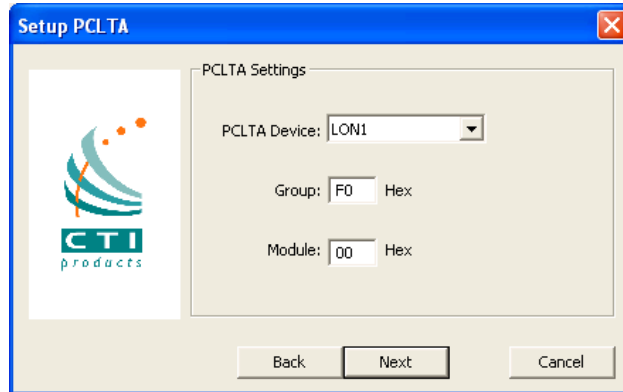 Setup PCLTA
PCLTA Settings
PCLTA Device: LON1
Group: F0 Hex
Module: 00 Hex
CTI
products
Back Next Cancel